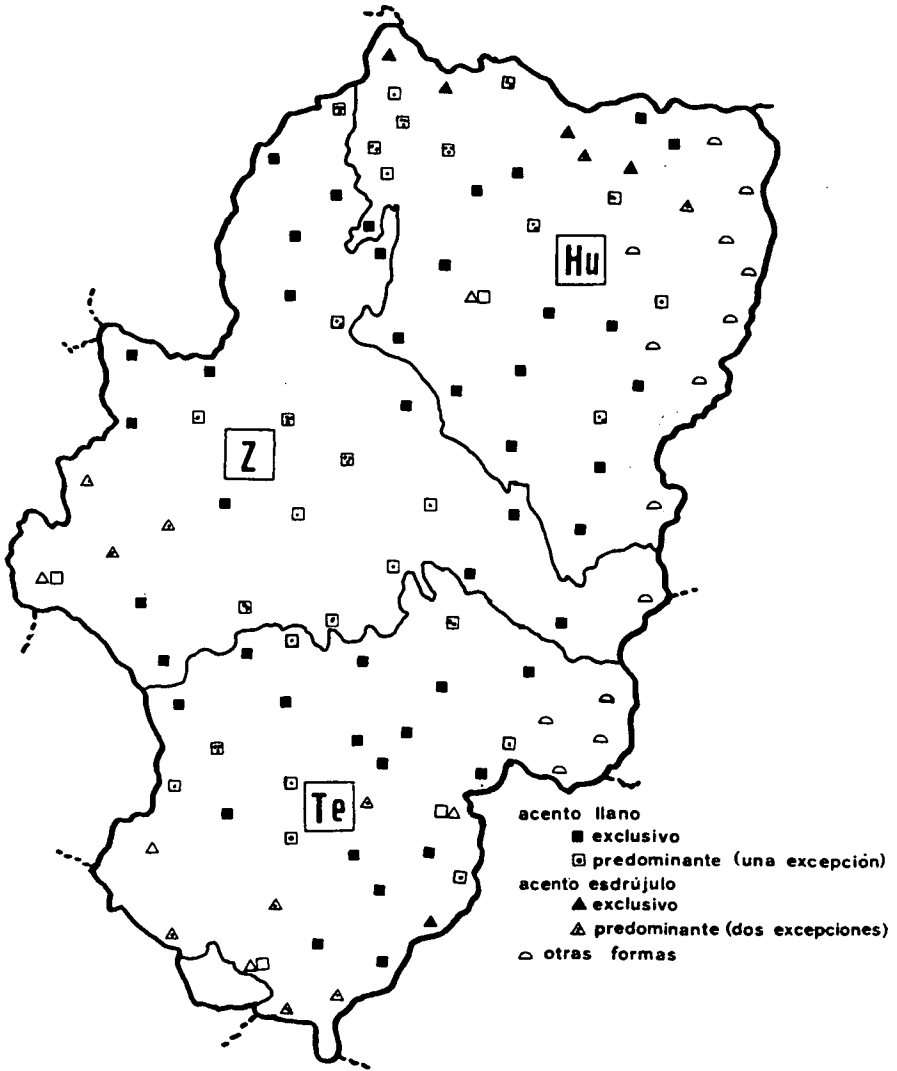 Hu
Z
Te
acento llano
exclusivo
predominante (una excepción)
acento esdrújulo
exclusivo
predominante (dos excepciones)
otras formas